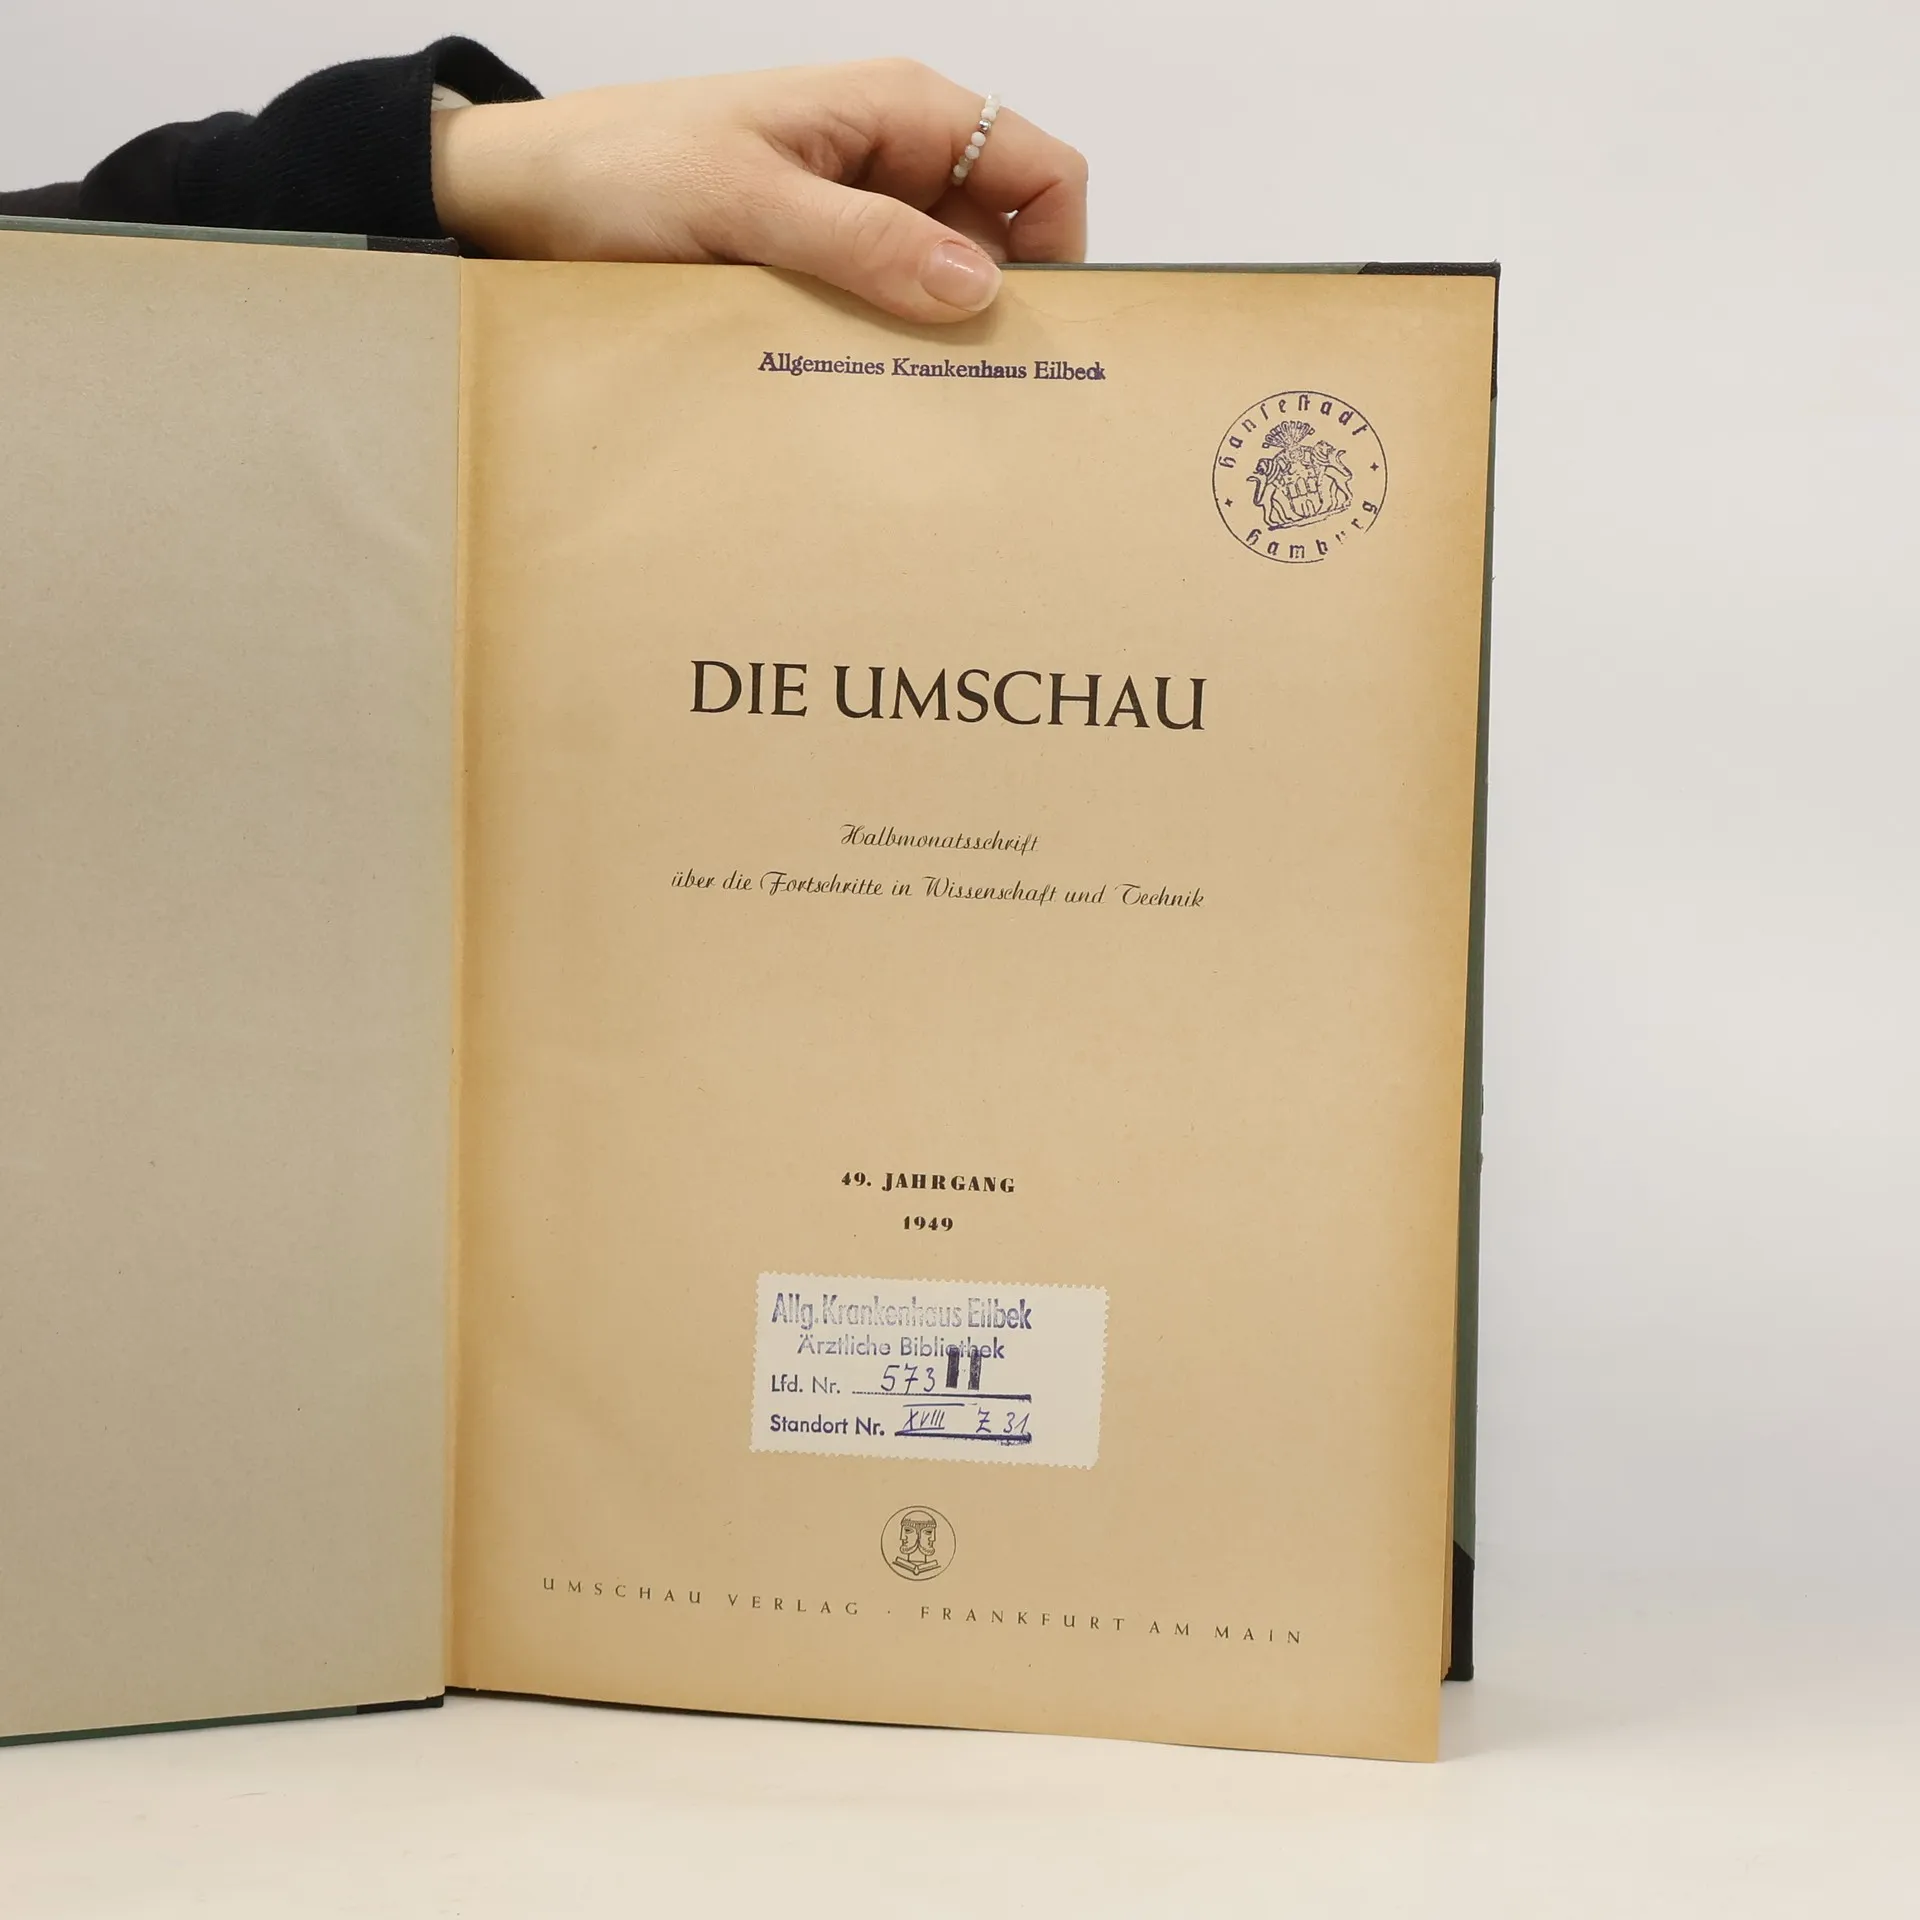 Allgemeines Krankenhaus Eilbeck
Hansestadt
Hamburg
DIE UMSCHAU
Halbmonatsschrift
über die Fortschritte in Wissenschaft und Technik
49. JAHRGANG
1949
Allg. Krankenhaus Eilbek
Ärztliche Bibliothek
Lfd. Nr. 573 II
Standort Nr. XVIII Z 31
UMSCHAU VERLAG · FRANKFURT AM MAIN